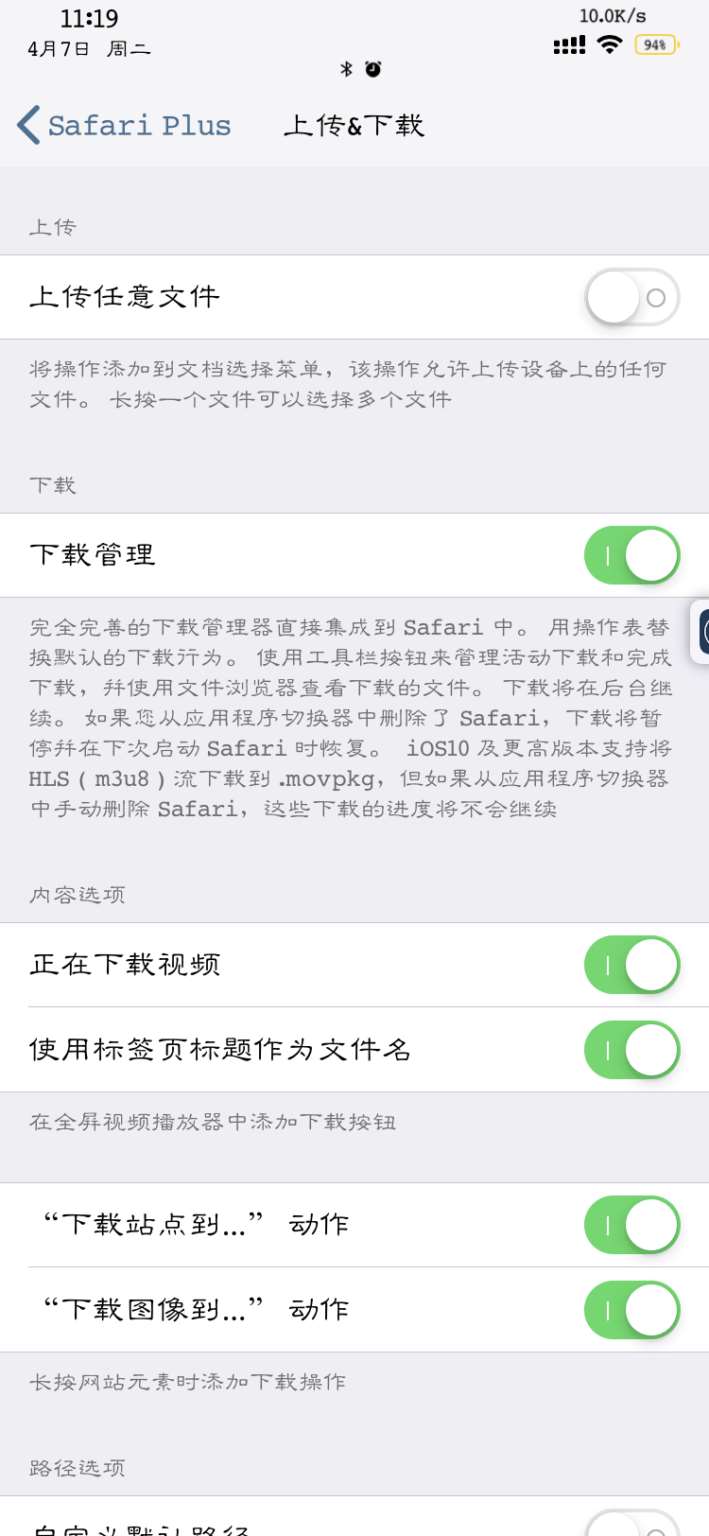 11:19
10.0K/s
4月7日 周二
94%
Safari Plus
上传&下载
上传
上传任意文件
将操作添加到文档选择菜单，该操作允许上传设备上的任何
文件。 长按一个文件可以选择多个文件
下载
下载管理
完全完善的下载管理器直接集成到 Safari 中。 用操作表替
换默认的下载行为。 使用工具栏按钮来管理活动下载和完成
下载，并使用文件浏览器查看下载的文件。 下载将在后台继
续。 如果您从应用程序切换器中删除了 Safari，下载将暂
停并在下次启动 Safari 时恢复。 iOS10 及更高版本支持将
HLS（m3u8）流下载到 .movpkg，但如果从应用程序切换器
中手动删除 Safari，这些下载的进度将不会继续
内容选项
正在下载视频
使用标签页标题作为文件名
在全屏视频播放器中添加下载按钮
“下载站点到...” 动作
“下载图像到...” 动作
长按网站元素时添加下载操作
路径选项
自定义默认路径